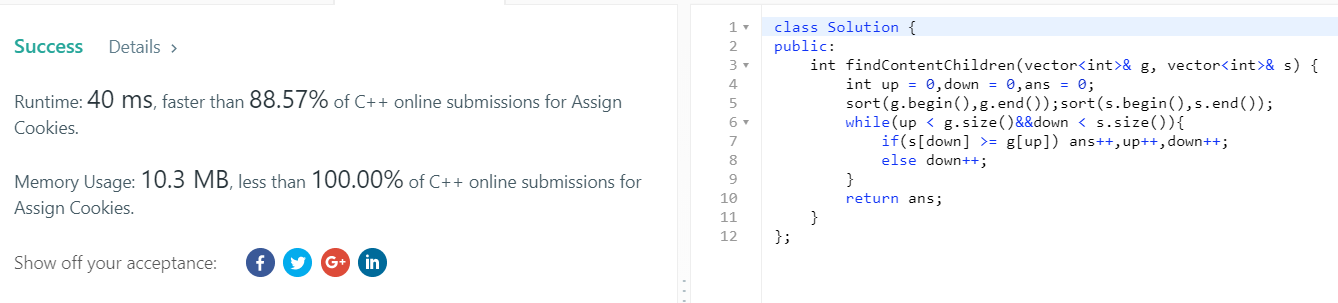 Success Details >
Runtime: 40 ms, faster than 88.57% of C++ online submissions for Assign
Cookies.
Memory Usage: 10.3 MB, less than 100.00% of C++ online submissions for
Assign Cookies.
Show off your acceptance: f G+ in
1 class Solution {
2 public:
3 int findContentChildren(vector<int>& g, vector<int>& s) {
4 int up = 0,down = 0,ans = 0;
5 sort(g.begin(),g.end());sort(s.begin(),s.end());
6 while(up < g.size()&&down < s.size()){
7 if(s[down] >= g[up]) ans++,up++,down++;
8 else down++;
9 }
10 return ans;
11 }
12 };